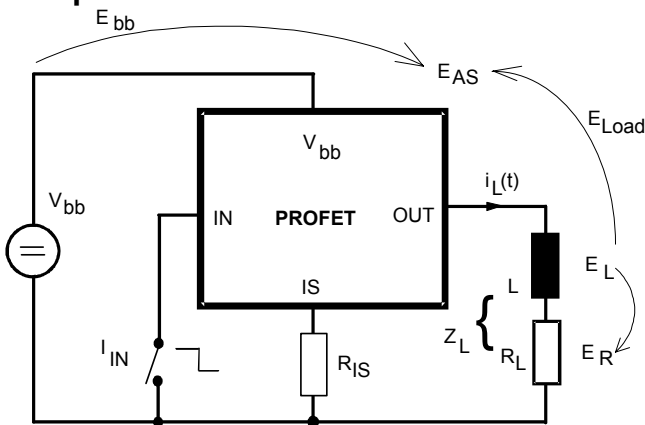 E bb
E AS
E Load
V bb
V bb
i L (t)
IN PROFET OUT
IS
L
E L
I IN
R IS
Z L {
R L
E R